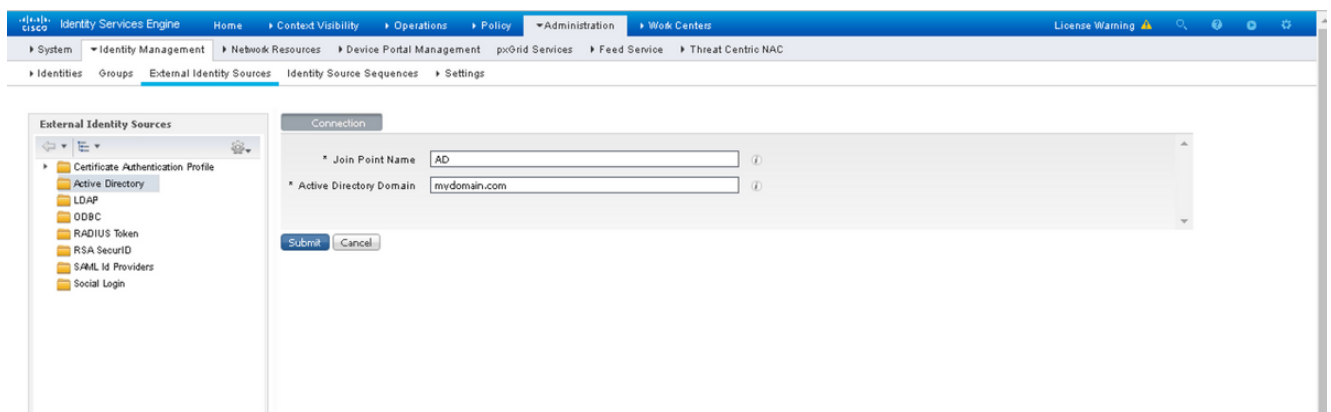 cisco Identity Services Engine Home Context Visibility Operations Policy Administration Work Centers License Warning
System Identity Management Network Resources Device Portal Management pxGrid Services Feed Service Threat Centric NAC
Identities Groups External Identity Sources Identity Source Sequences Settings
External Identity Sources
Certificate Authentication Profile
Active Directory
LDAP
ODBC
RADIUS Token
RSA SecurID
SAML Id Providers
Social Login
Connection
* Join Point Name AD
* Active Directory Domain mydomain.com
Submit Cancel